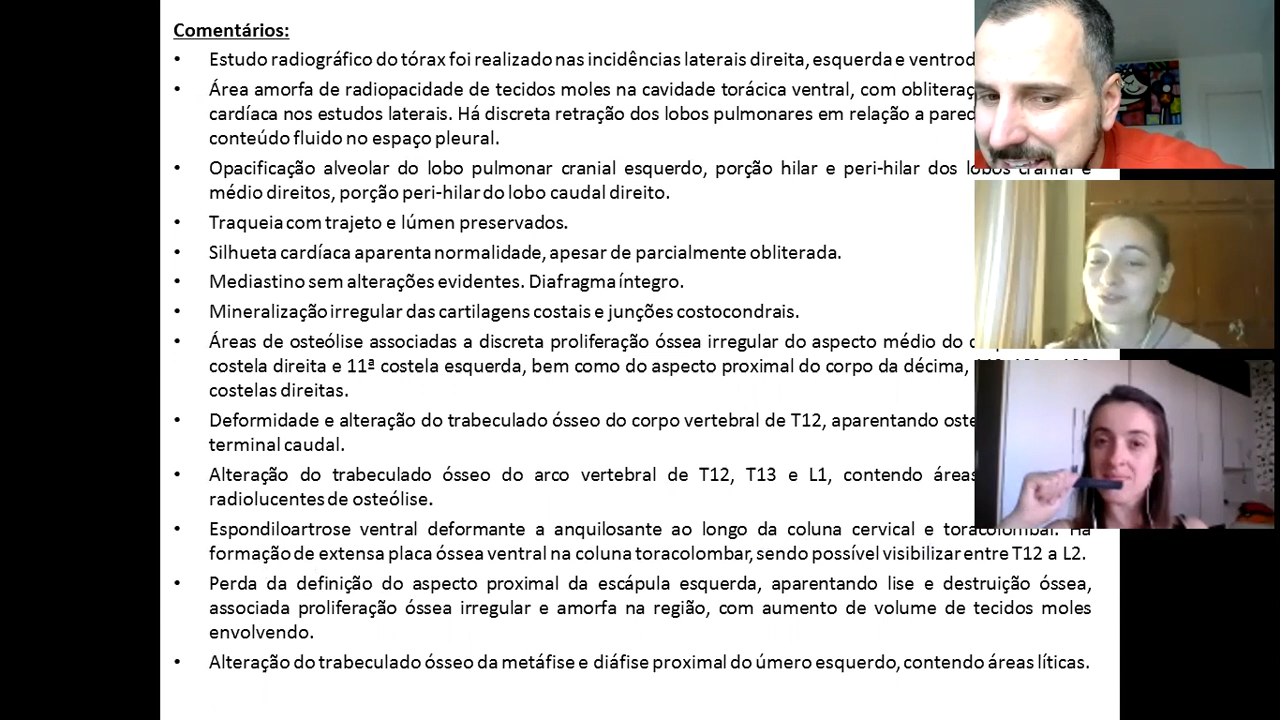 Comentários:
• Estudo radiográfico do tórax foi realizado nas incidências laterais direita, esquerda e
• Área amorfa de radiopacidade de tecidos moles na cavidade torácica ventral, com
cardíaca nos estudos laterais. Há discreta retração dos lobos pulmonares em relação a
conteúdo fluido no espaço pleural.
• Opacificação alveolar do lobo pulmonar cranial esquerdo, porção hilar e peri-hilar dos lobos cranial e
médio direitos, porção peri-hilar do lobo caudal direito.
• Traqueia com trajeto e lúmen preservados.
• Silhueta cardíaca aparenta normalidade, apesar de parcialmente obliterada.
• Mediastino sem alterações evidentes. Diafragma íntegro.
• Mineralização irregular das cartilagens costais e junções costocondrais.
• Áreas de osteólise associadas a discreta proliferação óssea irregular do aspecto médio do
costela direita e 11ª costela esquerda, bem como do aspecto proximal do corpo da décima,
costelas direitas.
• Deformidade e alteração do trabeculado ósseo do corpo vertebral de T12, aparentando
terminal caudal.
• Alteração do trabeculado ósseo do arco vertebral de T12, T13 e L1, contendo áreas
radiolucentes de osteólise.
• Espondiloartrose ventral deformante a anquilosante ao longo da coluna cervical e toracolombar. Há
formação de extensa placa óssea ventral na coluna toracolombar, sendo possível visibilizar entre T12 a L2.
• Perda da definição do aspecto proximal da escápula esquerda, aparentando lise e destruição óssea,
associada proliferação óssea irregular e amorfa na região, com aumento de volume de tecidos moles
envolvendo.
• Alteração do trabeculado ósseo da metáfise e diáfise proximal do úmero esquerdo, contendo áreas líticas.